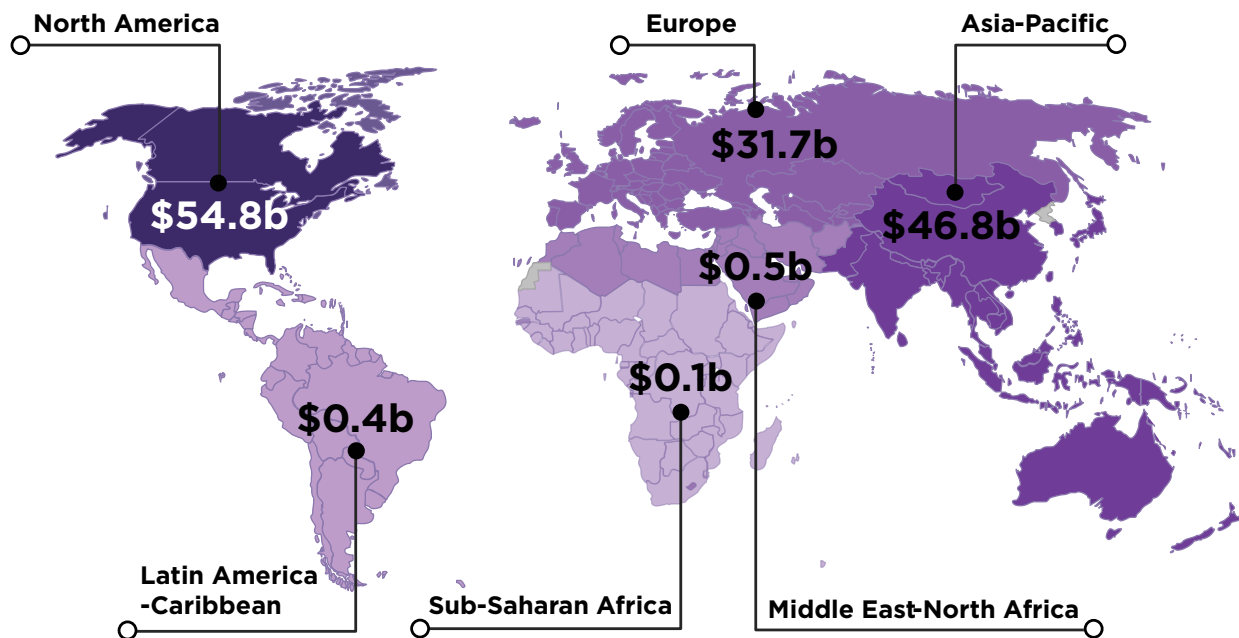 North America
Europe
Asia-Pacific
$31.7b
$54.8b
$46.8b
$0.5b
$0.1b
$0.4b
Latin America
-Caribbean
Sub-Saharan Africa
Middle East-North Africa